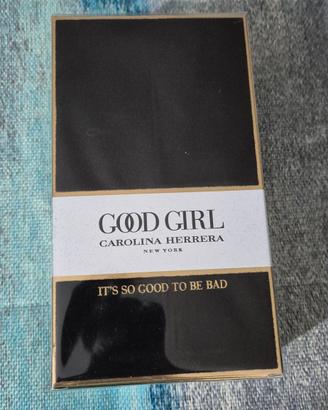 GOOD GIRL
CAROLINA HERRERA
NEW YORK
IT'S SO GOOD TO BE BAD